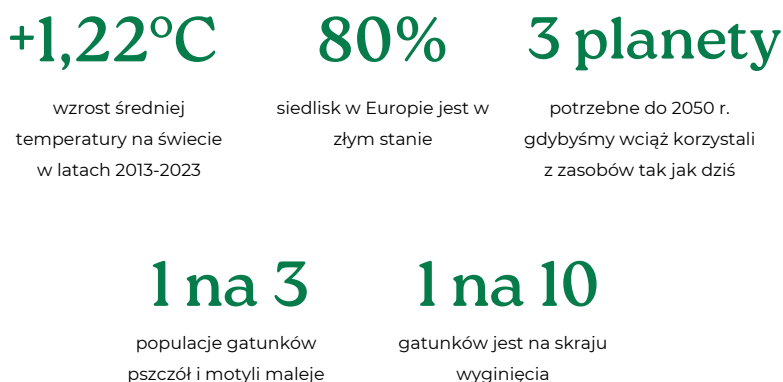 +1,22°C
wzrost średniej
temperatury na świecie
w latach 2013-2023
80%
siedlisk w Europie jest w
złym stanie
3 planety
potrzebne do 2050 r.
gdybyśmy wciąż korzystali
z zasobów tak jak dziś
1 na 3
populacje gatunków
pszczół i motyli maleje
1 na 10
gatunków jest na skraju
wyginięcia